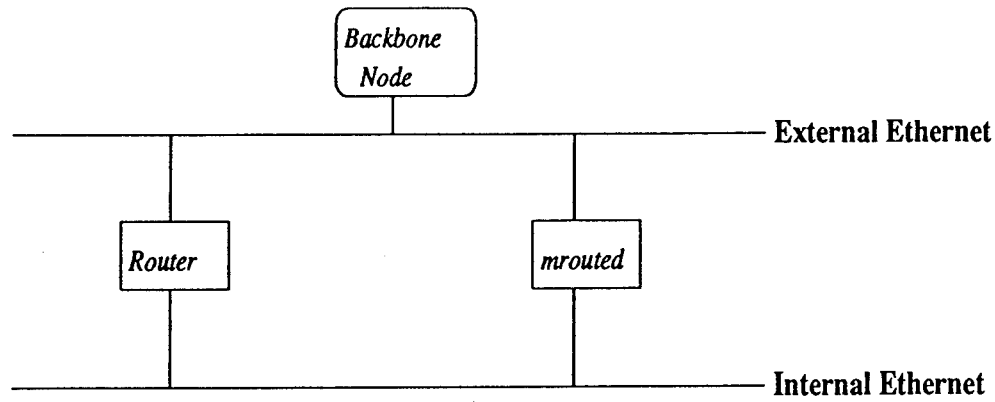 Backbone
Node
External Ethernet
Router
mrouted
Internal Ethernet